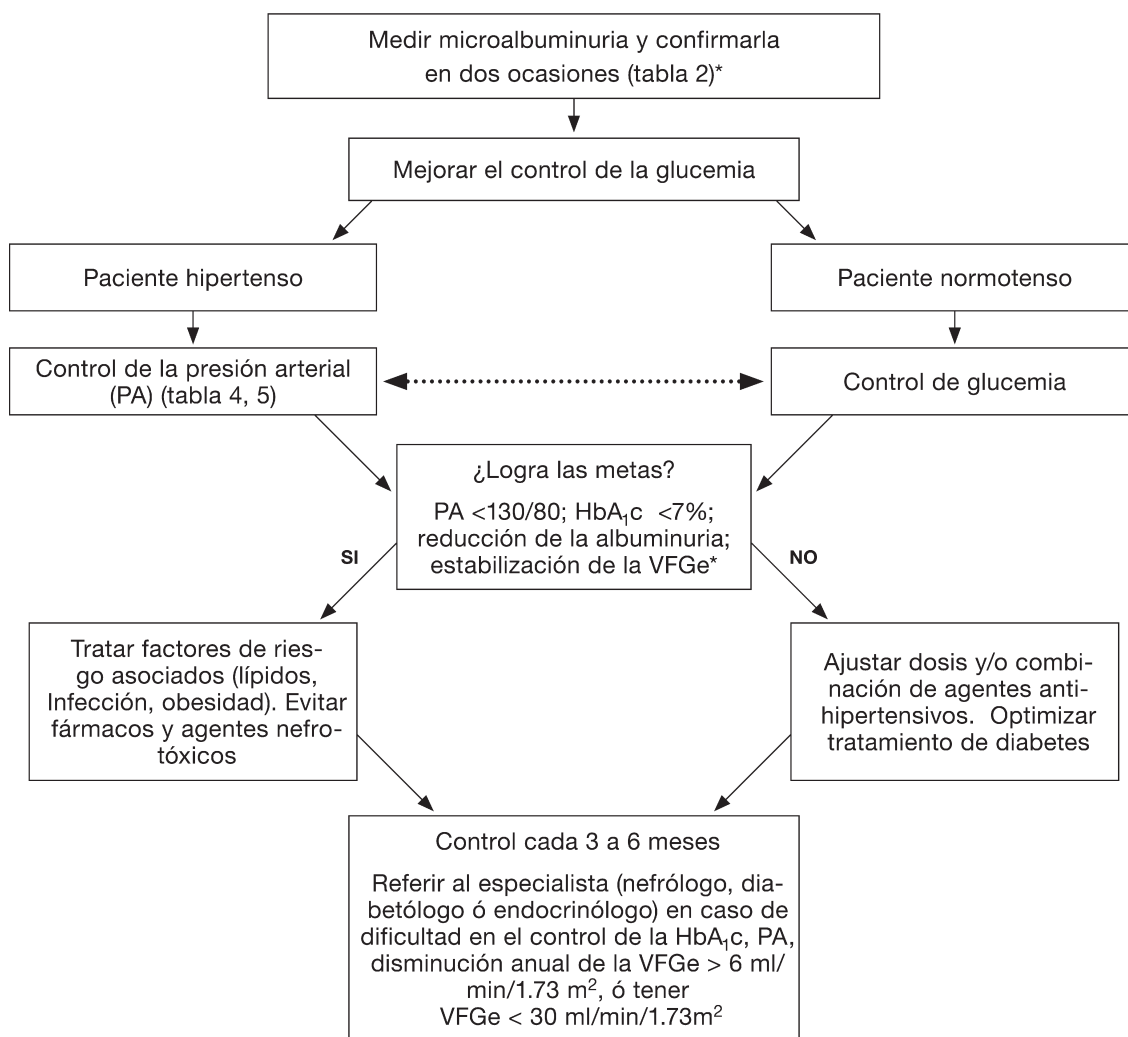 Medir microalbuminuria y confirmarla
en dos ocasiones (tabla 2)*
Mejorar el control de la glucemia
Paciente hipertenso
Paciente normotenso
Control de la presión arterial
(PA) (tabla 4, 5)
Control de glucemia
¿Logra las metas?
PA <130/80; HbA₁c <7%;
reducción de la albuminuria;
estabilización de la VFGe*
SI
NO
Tratar factores de ries-
go asociados (lípidos,
Infección, obesidad). Evitar
fármacos y agentes nefro-
tóxicos
Ajustar dosis y/o combi-
nación de agentes anti-
hipertensivos. Optimizar
tratamiento de diabetes
Control cada 3 a 6 meses
Referir al especialista (nefrólogo, dia-
betólogo ó endocrinólogo) en caso de
dificultad en el control de la HbA₁c, PA,
disminución anual de la VFGe > 6 ml/
min/1.73 m², ó tener
VFGe < 30 ml/min/1.73m²